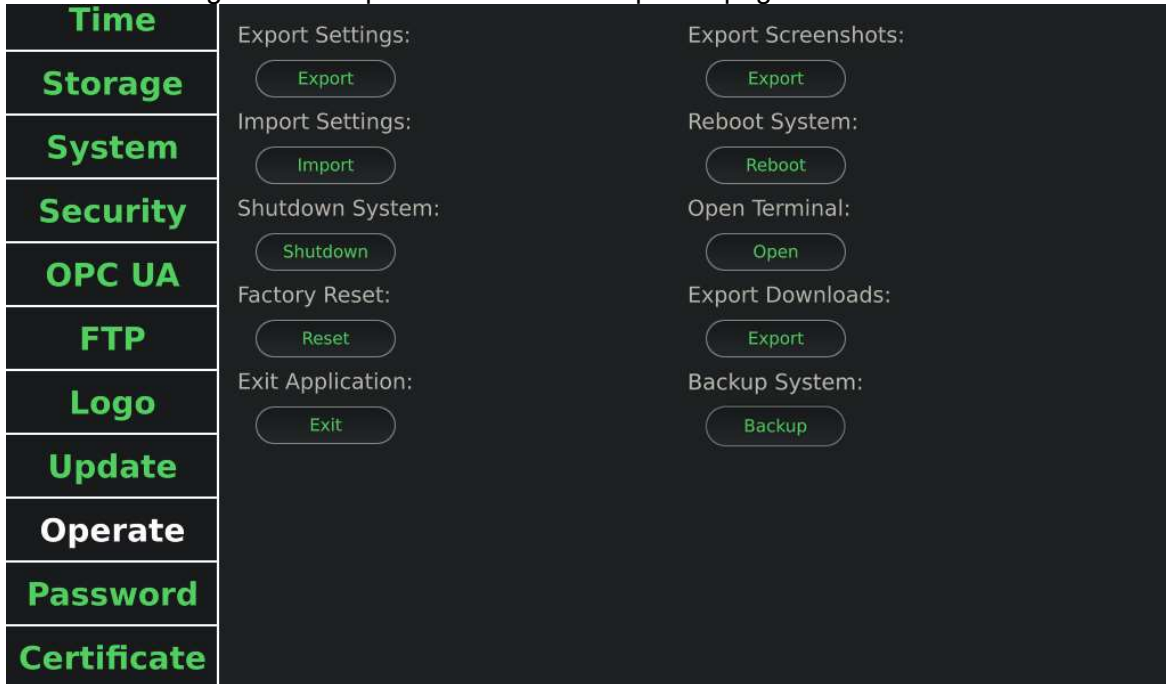 Time
Storage
System
Security
OPC UA
FTP
Logo
Update
Operate
Password
Certificate
Export Settings:
Export
Import Settings:
Import
Shutdown System:
Shutdown
Factory Reset:
Reset
Exit Application:
Exit
Export Screenshots:
Export
Reboot System:
Reboot
Open Terminal:
Open
Export Downloads:
Export
Backup System:
Backup